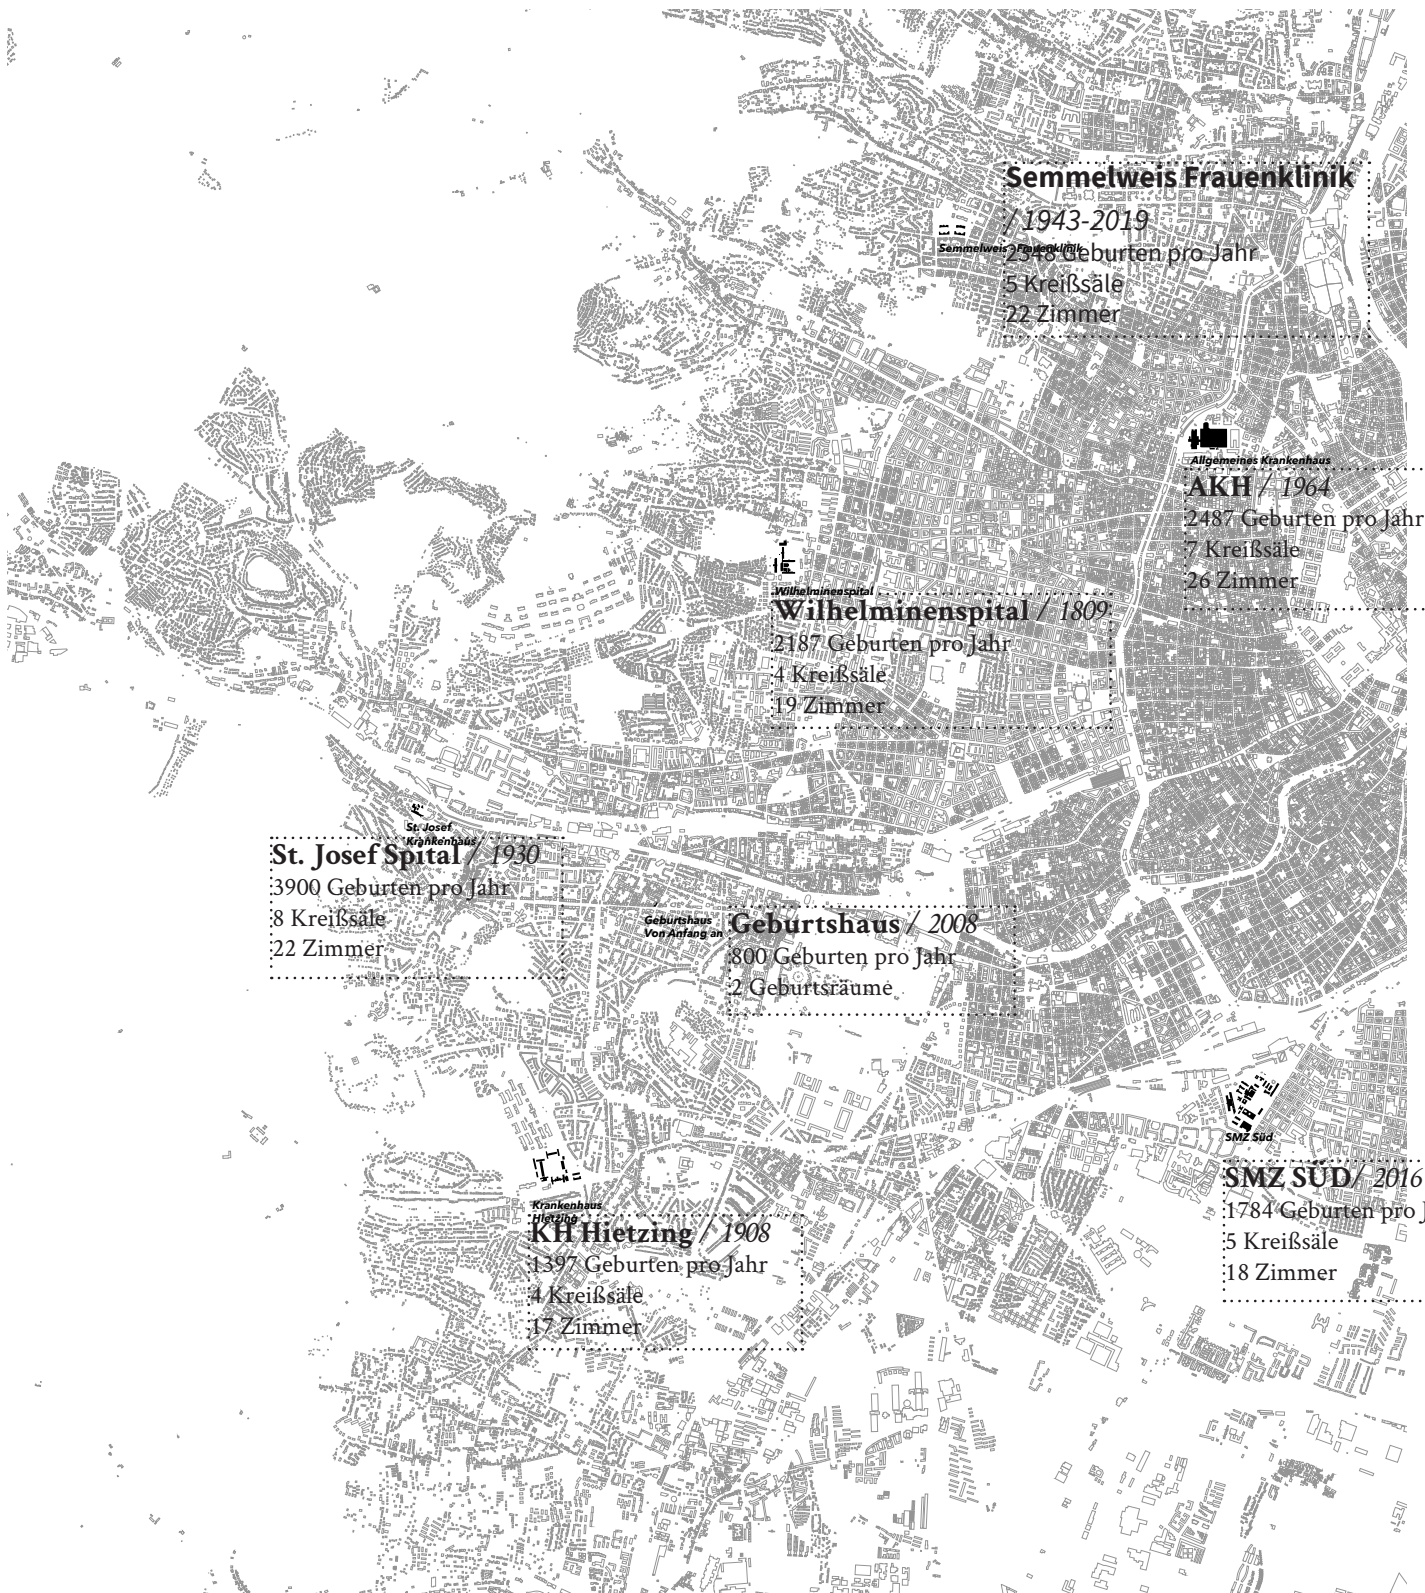 Semmelweis Frauenklinik
/ 1943-2019
Semmelweis - Frauenklinik
2348 Geburten pro Jahr
5 Kreißsäle
22 Zimmer
Allgemeines Krankenhaus
AKH / 1964
2487 Geburten pro Jahr
7 Kreißsäle
26 Zimmer
Wilhelminenspital
Wilhelminenspital / 1809
2187 Geburten pro Jahr
4 Kreißsäle
19 Zimmer
St. Josef
Krankenhaus
St. Josef Spital / 1930
3900 Geburten pro Jahr
8 Kreißsäle
22 Zimmer
Geburtshaus
Von Anfang an
Geburtshaus / 2008
800 Geburten pro Jahr
2 Geburtsräume
SMZ Süd
SMZ SÜD/ 2016
1784 Geburten pro J
5 Kreißsäle
18 Zimmer
Krankenhaus
Hietzing
KH Hietzing / 1908
1397 Geburten pro Jahr
4 Kreißsäle
17 Zimmer